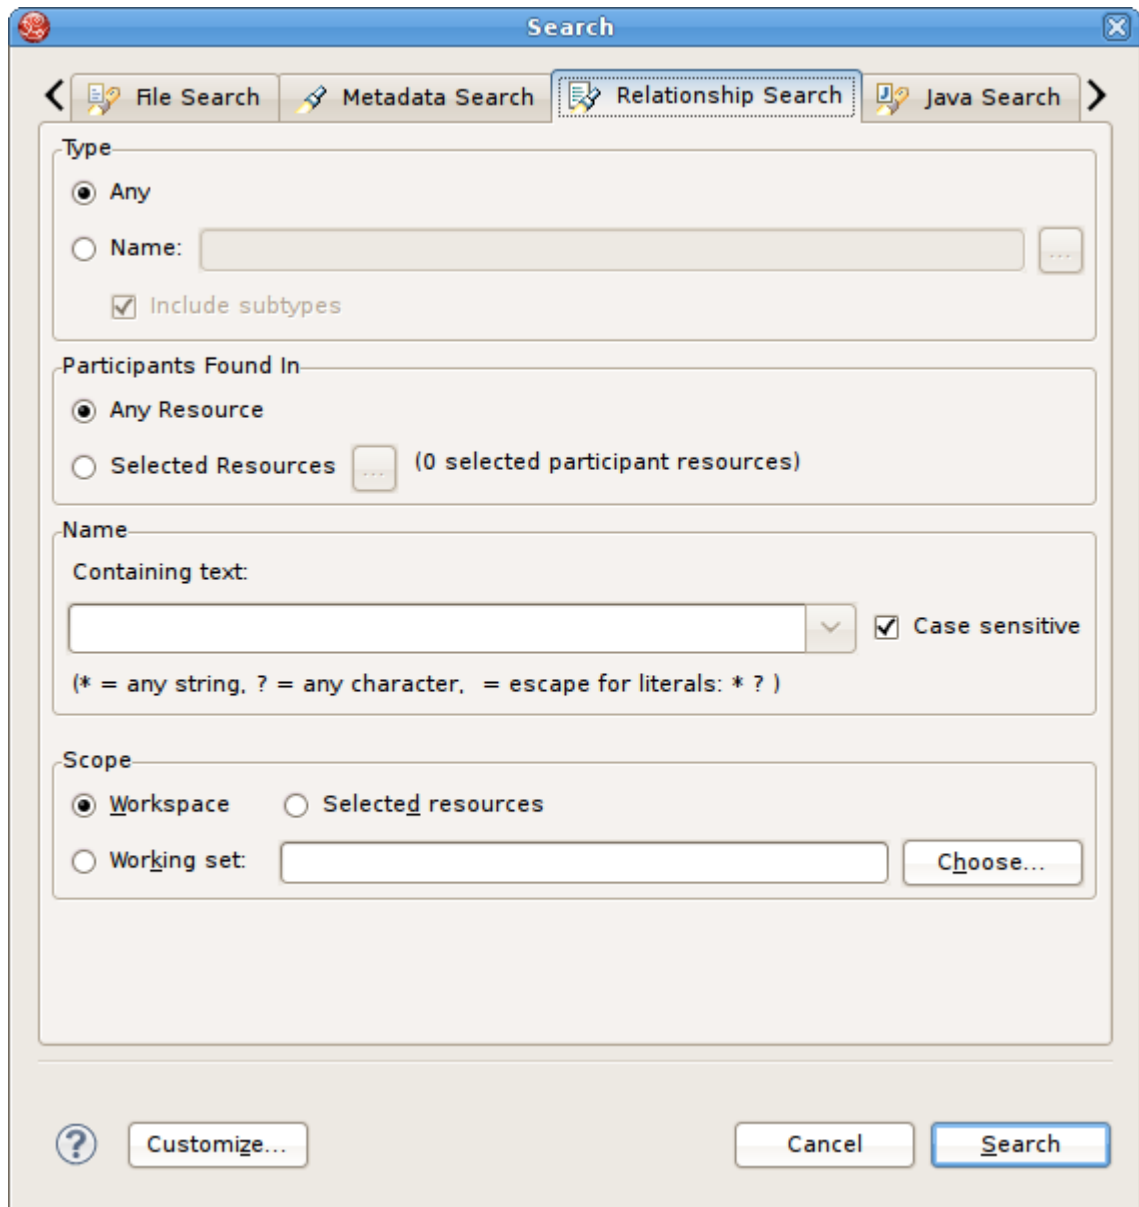 Search
File Search Metadata Search Relationship Search Java Search
Type
Any
Name: ...
Include subtypes
Participants Found In
Any Resource
Selected Resources ... (0 selected participant resources)
Name
Containing text:
Case sensitive
(* = any string, ? = any character,  = escape for literals: * ? )
Scope
Workspace Selected resources
Working set: Choose...
? Customize... Cancel Search